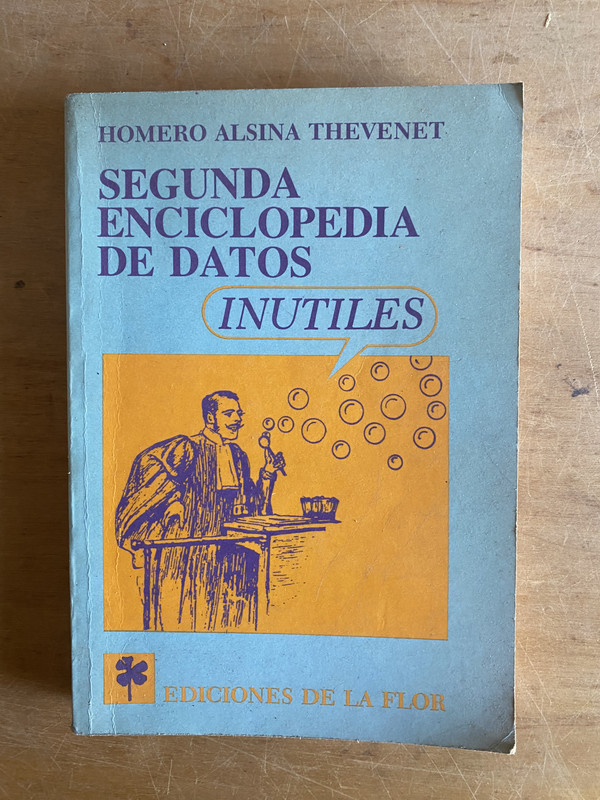 HOMERO ALSINA THEVENET
SEGUNDA
ENCICLOPEDIA
DE DATOS
INUTILES
EDICIONES DE LA FLOR